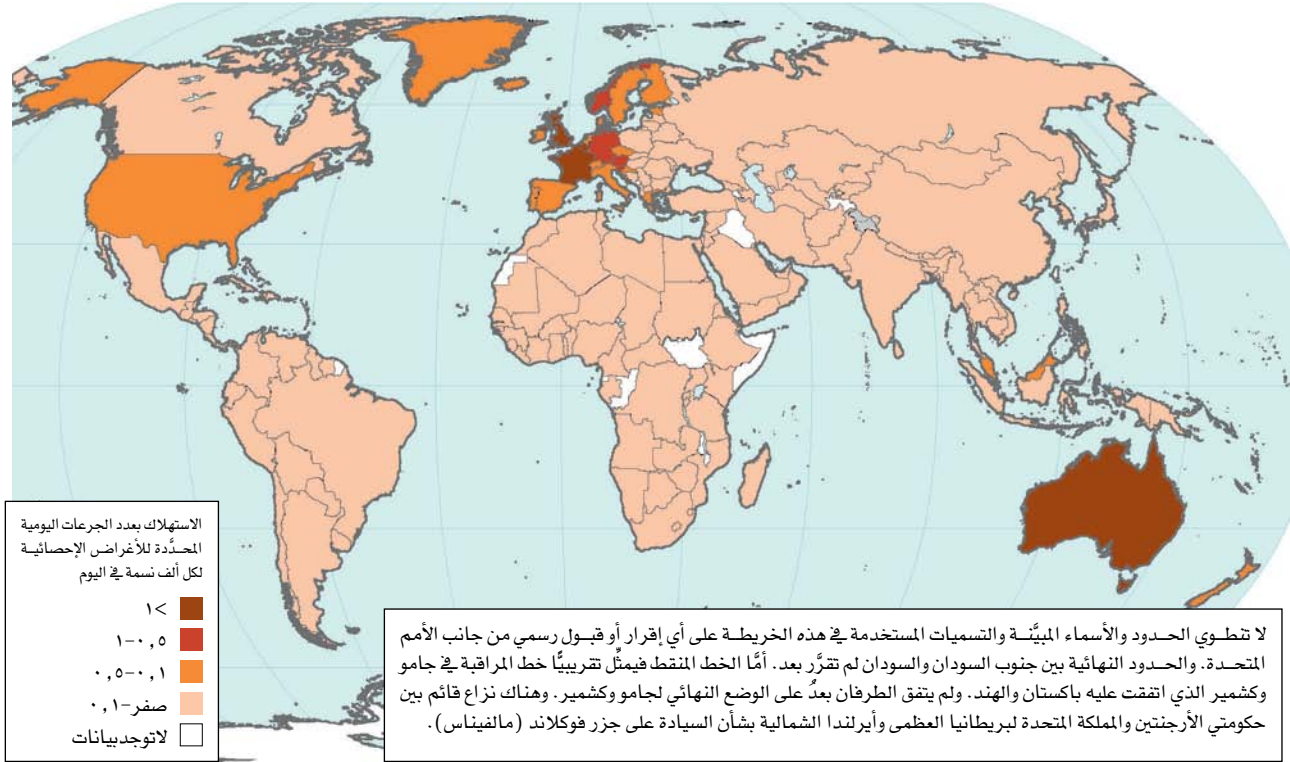 الاستهلاك بعدد الجرعات اليومية
المحدَّدة للأغراض الإحصائية
لكل ألف نسمة في اليوم
>١
٠,٥-١
٠,١-٠,٥
صفر-٠,١
لاتوجدبيانات
لا تنطوي الحدود والأسماء المبيَّنة والتسميات المستخدمة في هذه الخريطة على أي إقرار أو قبول رسمي من جانب الأمم
المتحدة. والحدود النهائية بين جنوب السودان والسودان لم تتقرَّر بعد. أمَّا الخط المنقط فيمثِّل تقريبيًّا خط المراقبة في جامو
وكشمير الذي اتفقت عليه باكستان والهند. ولم يتفق الطرفان بعدُ على الوضع النهائي لجامو وكشمير. وهناك نزاع قائم بين
حكومتي الأرجنتين والمملكة المتحدة لبريطانيا العظمى وأيرلندا الشمالية بشأن السيادة على جزر فوكلاند (مالفيناس).